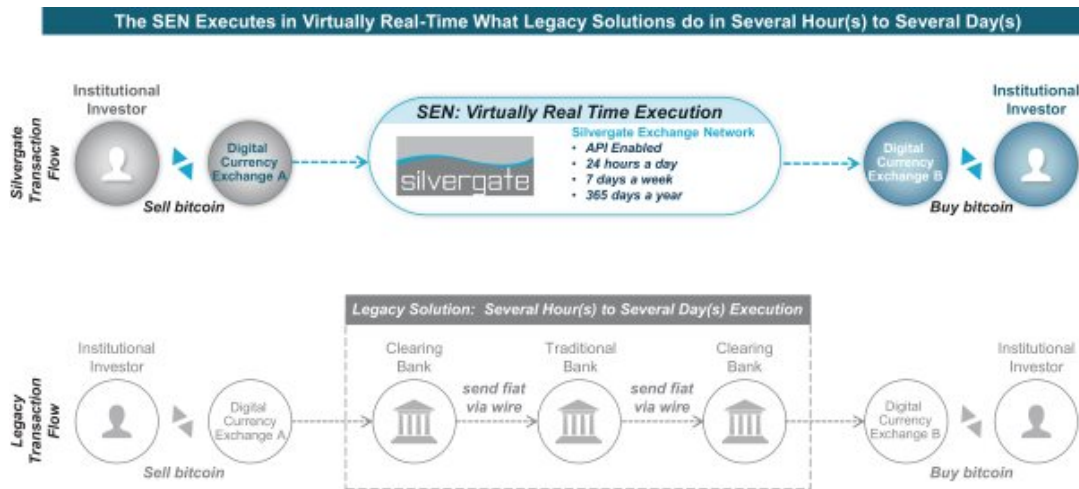 The SEN Executes in Virtually Real-Time What Legacy Solutions do in Several Hour(s) to Several Day(s)
Silvergate
Transaction
Flow
Institutional
Investor
Digital
Currency
Exchange A
Sell bitcoin
SEN: Virtually Real Time Execution
silvergate
Silvergate Exchange Network
• API Enabled
• 24 hours a day
• 7 days a week
• 365 days a year
Digital
Currency
Exchange B
Institutional
Investor
Buy bitcoin
Legacy
Transaction
Flow
Institutional
Investor
Digital
Currency
Exchange A
Sell bitcoin
Legacy Solution: Several Hour(s) to Several Day(s) Execution
Clearing
Bank
send fiat
via wire
Traditional
Bank
send fiat
via wire
Clearing
Bank
Digital
Currency
Exchange B
Institutional
Investor
Buy bitcoin